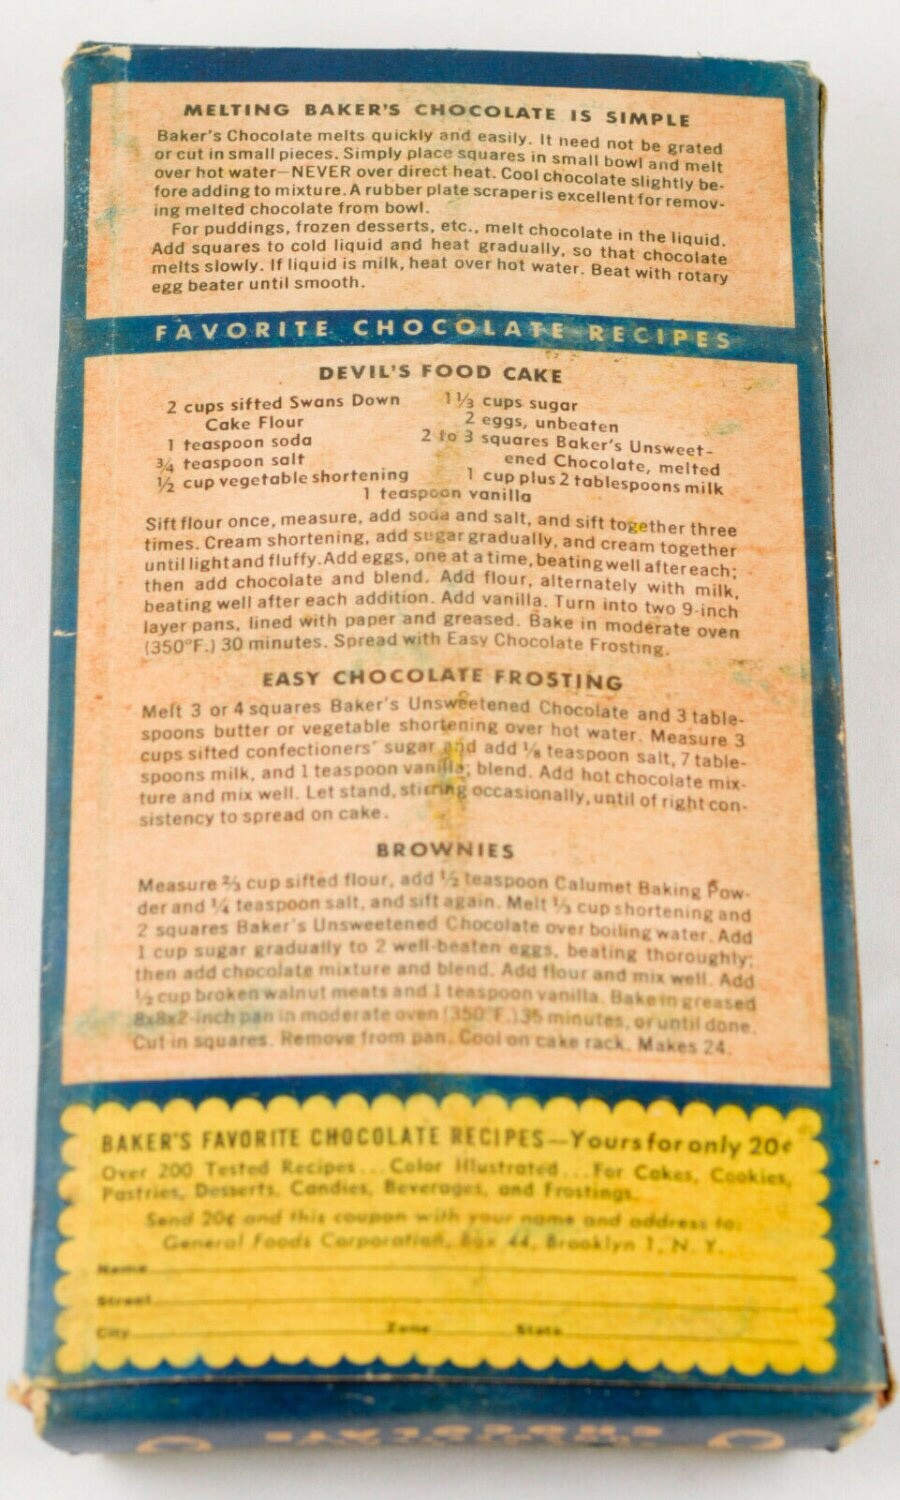 MELTING BAKER'S CHOCOLATE IS SIMPLE
Baker's Chocolate melts quickly and easily. It need not be grated
or cut in small pieces. Simply place squares in small bowl and melt
over hot water—NEVER over direct heat. Cool chocolate slightly be-
fore adding to mixture. A rubber plate scraper is excellent for remov-
ing melted chocolate from bowl.
For puddings, frozen desserts, etc., melt chocolate in the liquid.
Add squares to cold liquid and heat gradually, so that chocolate
melts slowly. If liquid is milk, heat over hot water. Beat with rotary
egg beater until smooth.
FAVORITE CHOCOLATE RECIPES
DEVIL'S FOOD CAKE
2 cups sifted Swans Down
Cake Flour
1 teaspoon soda
¾ teaspoon salt
½ cup vegetable shortening
1⅓ cups sugar
2 eggs, unbeaten
2 to 3 squares Baker's Unsweet-
ened Chocolate, melted
1 cup plus 2 tablespoons milk
1 teaspoon vanilla
Sift flour once, measure, add soda and salt, and sift together three
times. Cream shortening, add sugar gradually, and cream together
until light and fluffy. Add eggs, one at a time, beating well after each;
then add chocolate and blend. Add flour, alternately with milk,
beating well after each addition. Add vanilla. Turn into two 9-inch
layer pans, lined with paper and greased. Bake in moderate oven
(350°F.) 30 minutes. Spread with Easy Chocolate Frosting.
EASY CHOCOLATE FROSTING
Melt 3 or 4 squares Baker's Unsweetened Chocolate and 3 table-
spoons butter or vegetable shortening over hot water. Measure 3
cups sifted confectioners' sugar and add ⅛ teaspoon salt, 7 table-
spoons milk, and 1 teaspoon vanilla; blend. Add hot chocolate mix-
ture and mix well. Let stand, stirring occasionally, until of right con-
sistency to spread on cake.
BROWNIES
Measure ⅔ cup sifted flour, add ½ teaspoon Calumet Baking Pow-
der and ¼ teaspoon salt, and sift again. Melt ⅓ cup shortening and
2 squares Baker's Unsweetened Chocolate over boiling water. Add
1 cup sugar gradually to 2 well-beaten eggs, beating thoroughly;
then add chocolate mixture and blend. Add flour and mix well. Add
½ cup broken walnut meats and 1 teaspoon vanilla. Bake in greased
8x8x2-inch pan in moderate oven (350°F.) 35 minutes, or until done.
Cut in squares. Remove from pan. Cool on cake rack. Makes 24.
BAKER'S FAVORITE CHOCOLATE RECIPES—Yours for only 20¢
Over 200 Tested Recipes...Color Illustrated...For Cakes, Cookies,
Pastries, Desserts, Candies, Beverages, and Frostings.
Send 20¢ and this coupon with your name and address to:
General Foods Corporation, Box 44, Brooklyn 1, N. Y.
Name
Street
City Zone State
CHOCOLATE